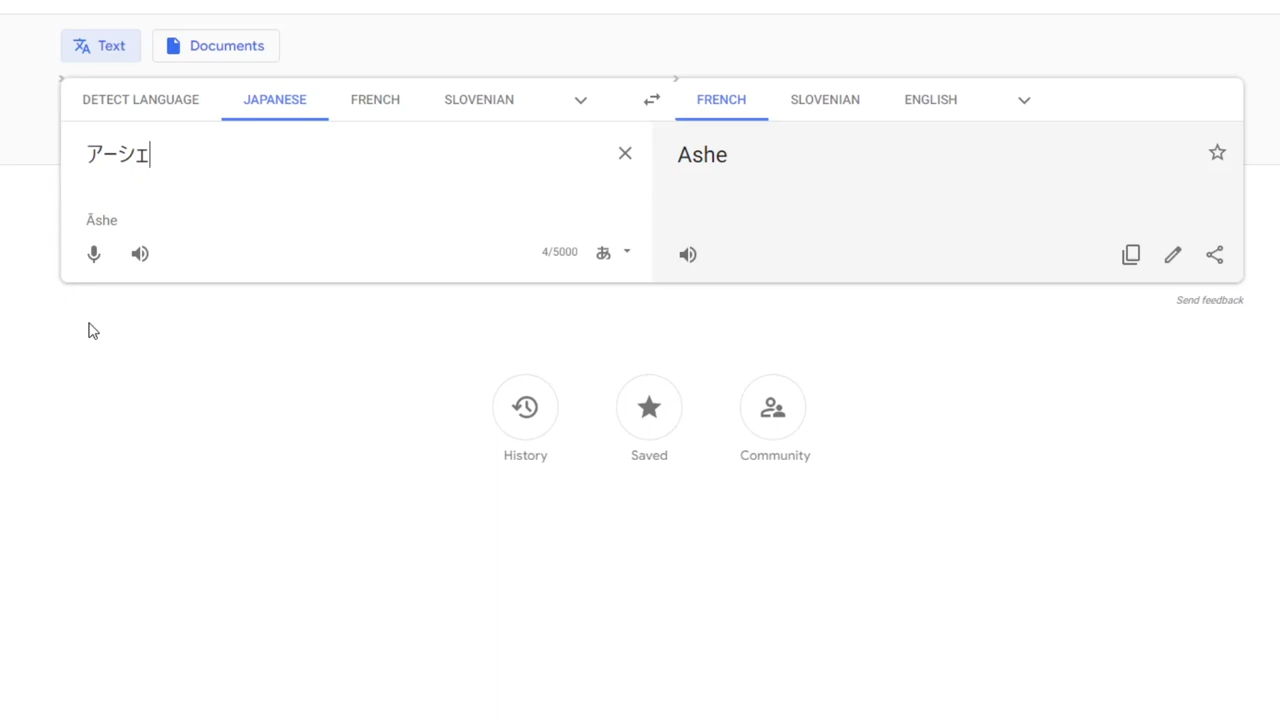 Text
Documents
DETECT LANGUAGE JAPANESE FRENCH SLOVENIAN
FRENCH SLOVENIAN ENGLISH
アーシェ
Ashe
Āshe
4/5000
あ
Send feedback
History
Saved
Community